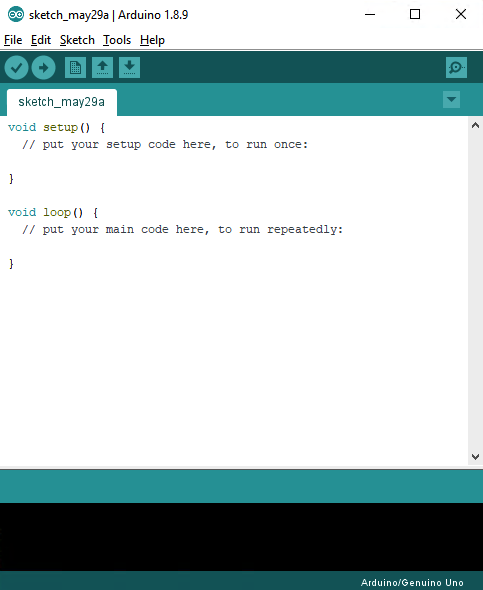 sketch_may29a | Arduino 1.8.9
File Edit Sketch Tools Help
sketch_may29a
void setup() {
  // put your setup code here, to run once:
}
void loop() {
  // put your main code here, to run repeatedly:
}
Arduino/Genuino Uno